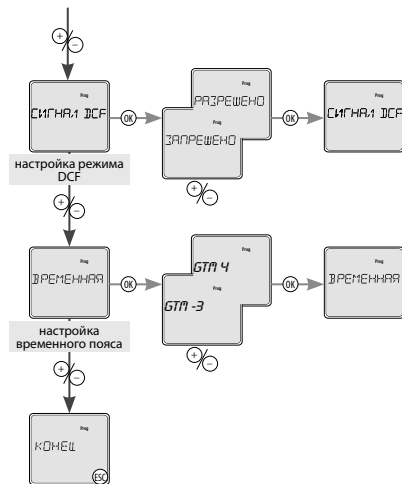 + −
Prog
СИГНАЛ DCF
OK
Prog
РАЗРЕШЕНО
Prog
ЗАПРЕШЕНО
+ −
OK
Prog
СИГНАЛ DCF
настройка режима
DCF
+ −
Prog
ВРЕМЕННАЯ
OK
Prog
GTM 4
Prog
GTM -3
+ −
OK
Prog
ВРЕМЕННАЯ
настройка
временного пояса
+ −
Prog
КОНЕЦ
ESC